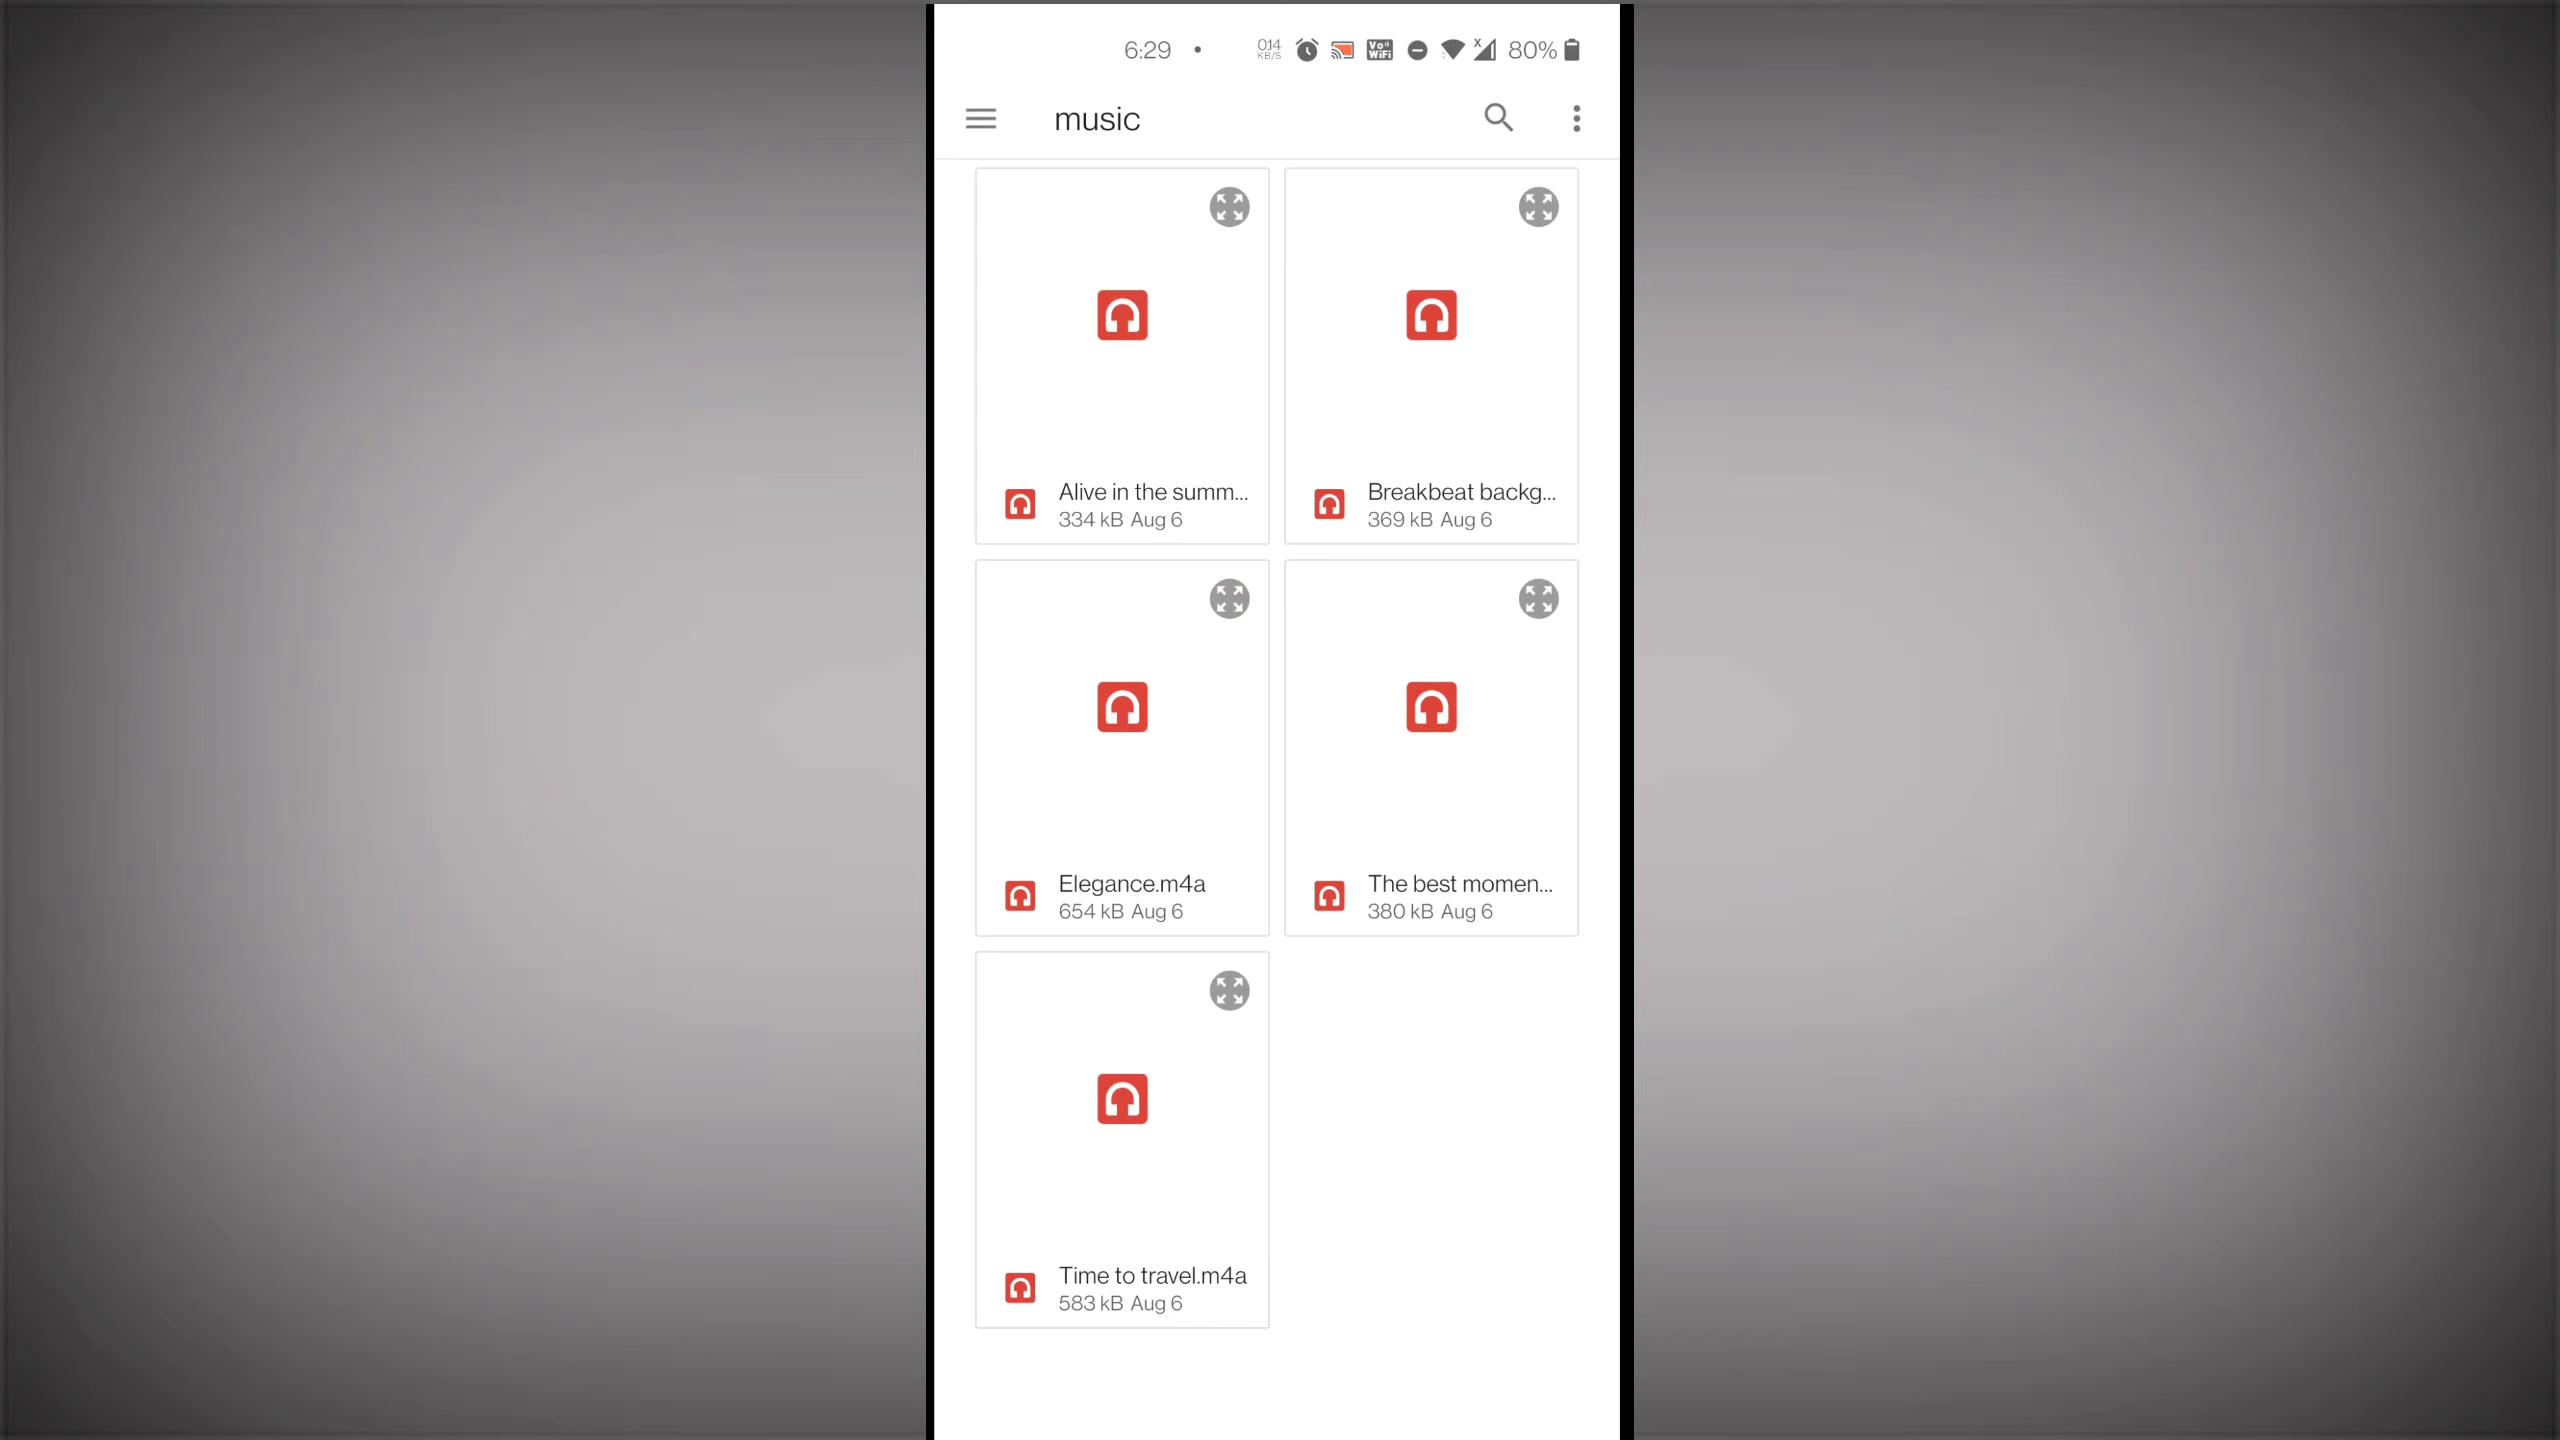 6:29 • 0.14 KB/S Vo WiFi X 80%
music
Alive in the summ...
334 kB Aug 6
Breakbeat backg...
369 kB Aug 6
Elegance.m4a
654 kB Aug 6
The best momen...
380 kB Aug 6
Time to travel.m4a
583 kB Aug 6